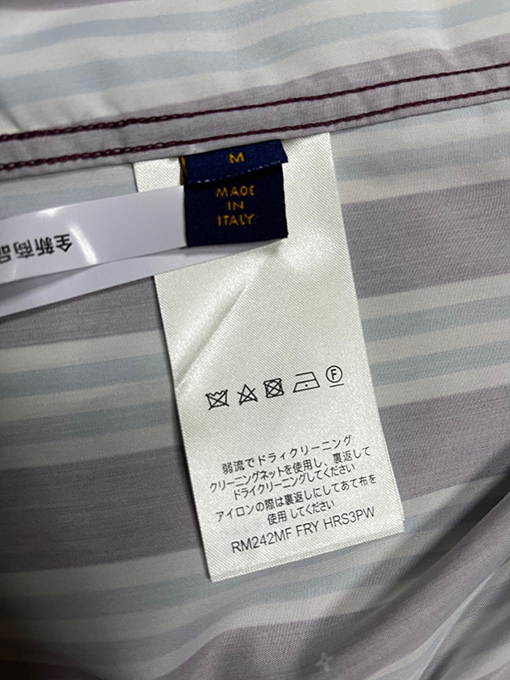 M
MADE
IN
ITALY
全新商品
F
弱流でドライクリーニング
クリーニングネットを使用し、裏返して
ドライクリーニングしてください
アイロンの際は裏返しにしてあて布を
使用してください
RM242MF FRY HRS3PW